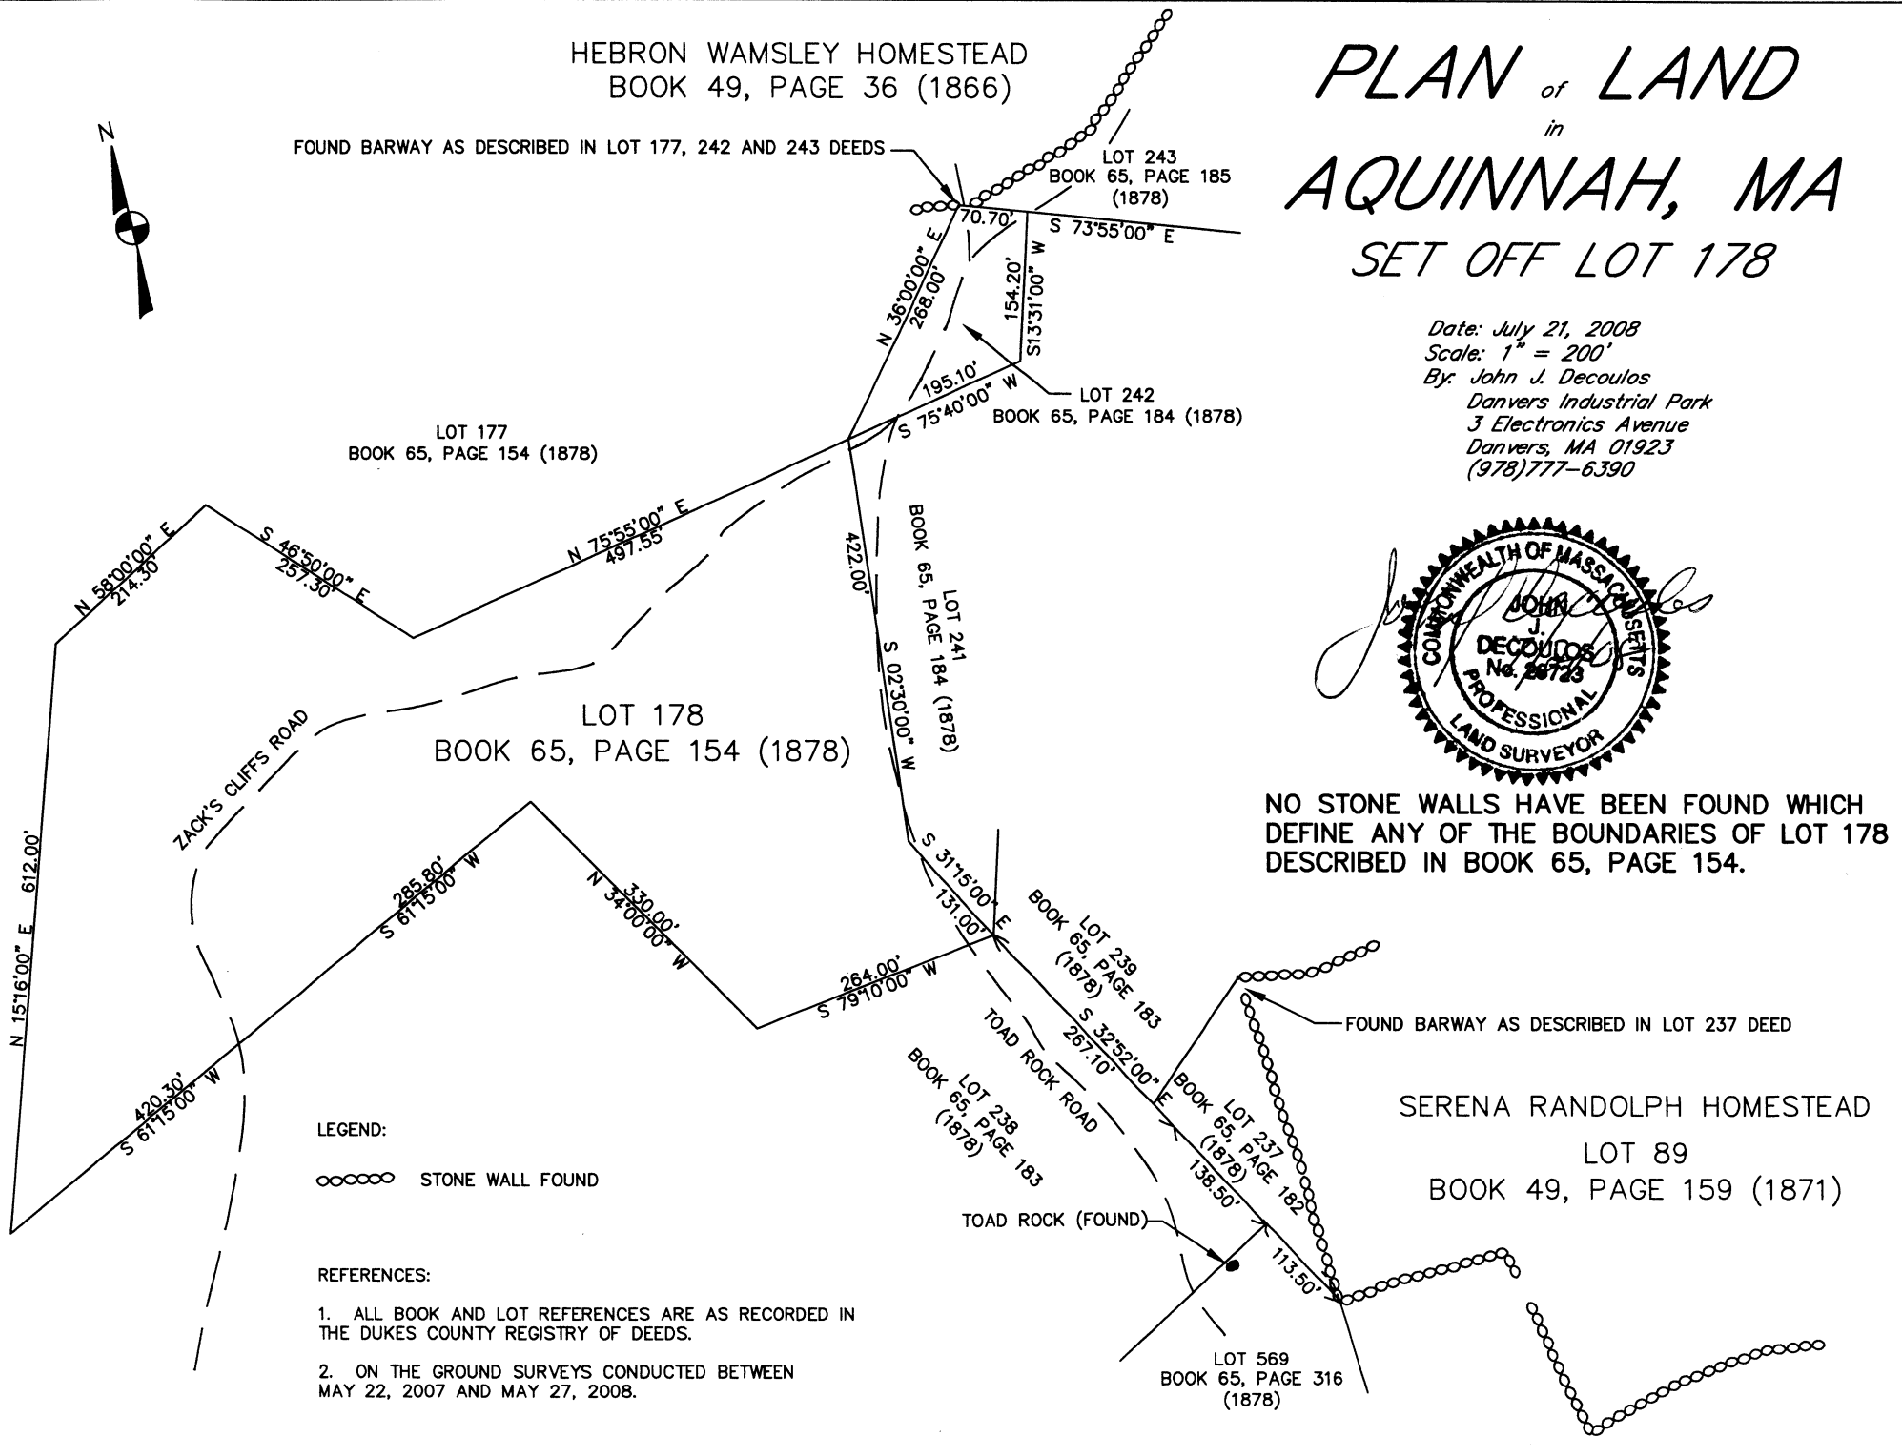 PLAN of LAND
in
AQUINNAH, MA
SET OFF LOT 178
Date: July 21, 2008
Scale: 1" = 200'
By: John J. Decoulos
Danvers Industrial Park
3 Electronics Avenue
Danvers, MA 01923
(978)777-6390
COMMONWEALTH OF MASSACHUSETTS
JOHN
J.
DECOULOS
No. 26723
PROFESSIONAL
LAND SURVEYOR
NO STONE WALLS HAVE BEEN FOUND WHICH
DEFINE ANY OF THE BOUNDARIES OF LOT 178
DESCRIBED IN BOOK 65, PAGE 154.
HEBRON WAMSLEY HOMESTEAD
BOOK 49, PAGE 36 (1866)
N
FOUND BARWAY AS DESCRIBED IN LOT 177, 242 AND 243 DEEDS
LOT 243
BOOK 65, PAGE 185
(1878)
70.70'
S 73°55'00" E
N 36°00'00" E
268.00'
154.20'
S13°31'00" W
195.10'
S 75°40'00" W
LOT 242
BOOK 65, PAGE 184 (1878)
LOT 177
BOOK 65, PAGE 154 (1878)
N 58°00'00" E
214.30'
S 46°50'00" E
257.30'
N 75°55'00" E
497.55'
422.00'
S 02°30'00" W
LOT 241
BOOK 65, PAGE 184 (1878)
LOT 178
BOOK 65, PAGE 154 (1878)
ZACK'S CLIFFS ROAD
N 15°16'00" E 612.00'
285.80'
S 61°15'00" W
330.00'
N 34°00'00" W
S 31°15'00" E
131.00'
264.00'
S 79°10'00" W
420.30'
S 61°15'00" W
LOT 239
BOOK 65, PAGE 183
(1878)
S 32°52'00" E
267.10'
TOAD ROCK ROAD
LOT 238
BOOK 65, PAGE 183
(1878)
LOT 237
BOOK 65, PAGE 182
(1878)
138.50'
FOUND BARWAY AS DESCRIBED IN LOT 237 DEED
SERENA RANDOLPH HOMESTEAD
LOT 89
BOOK 49, PAGE 159 (1871)
TOAD ROCK (FOUND)
113.50'
LOT 569
BOOK 65, PAGE 316
(1878)
LEGEND:
STONE WALL FOUND
REFERENCES:
1. ALL BOOK AND LOT REFERENCES ARE AS RECORDED IN
THE DUKES COUNTY REGISTRY OF DEEDS.
2. ON THE GROUND SURVEYS CONDUCTED BETWEEN
MAY 22, 2007 AND MAY 27, 2008.